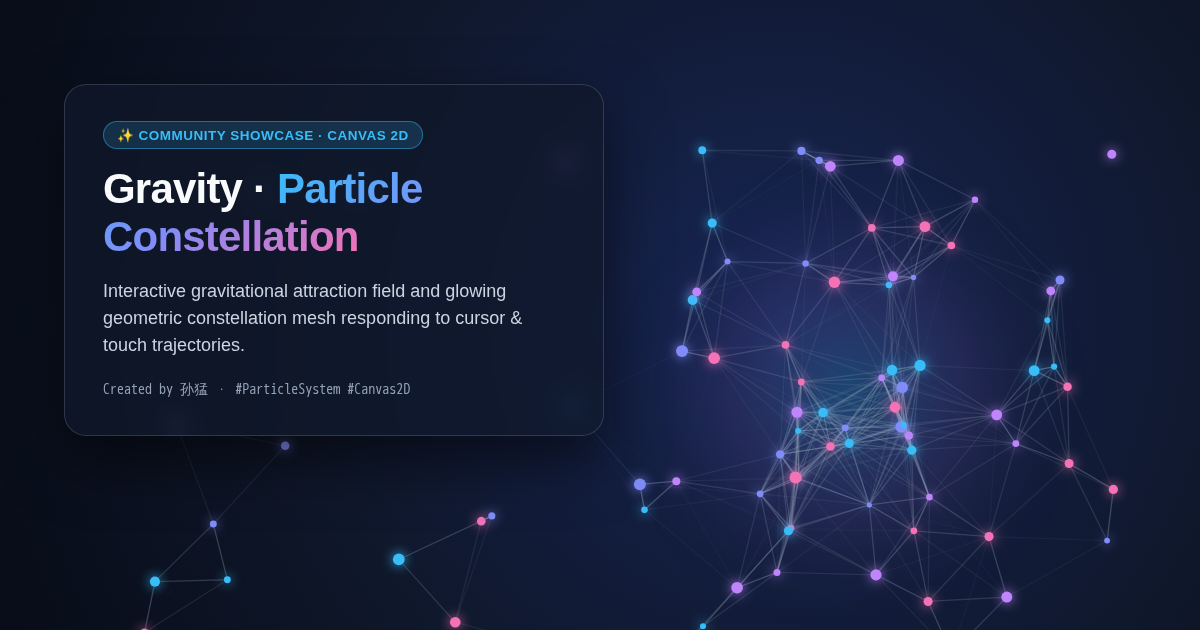 ✨ COMMUNITY SHOWCASE · CANVAS 2D
Gravity · Particle
Constellation
Interactive gravitational attraction field and glowing
geometric constellation mesh responding to cursor &
touch trajectories.
Created by 孙猛 · #ParticleSystem #Canvas2D